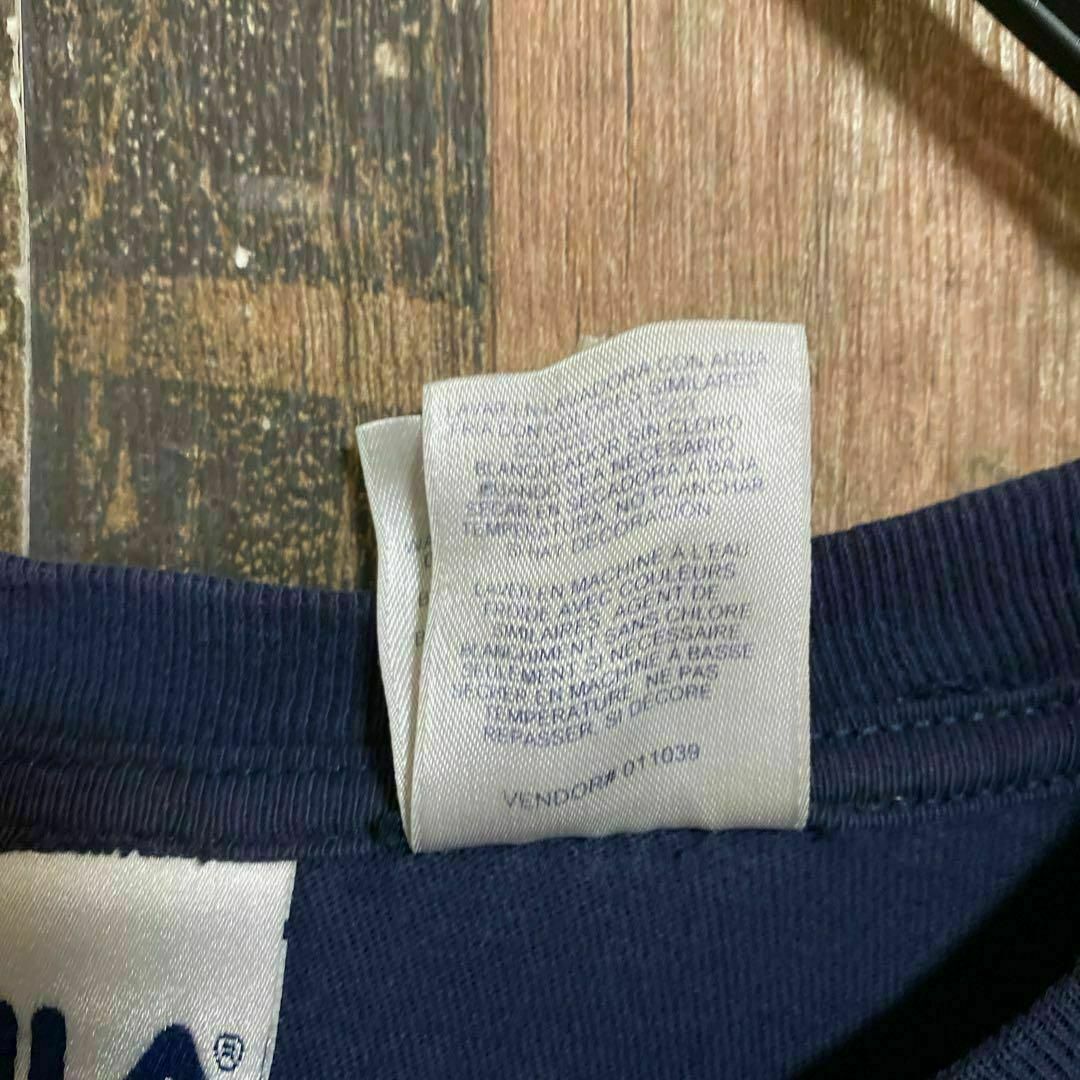 LAVAR EN LAVADORA CON AGUA
FRIA CON COLORES SIMILARES
BLANQUEADOR SIN CLORO
CUANDO SEA NECESARIO
SECAR EN SECADORA A BAJA
TEMPERATURA. NO PLANCHAR
SI HAY DECORACION
LAVER EN MACHINE A L'EAU
FROIDE AVEC COULEURS
SIMILAIRES. AGENT DE
BLANCHIMENT SANS CHLORE
SEULEMENT, SI NECESSAIRE
SECHER EN MACHINE À BASSE
TEMPERATURE, NE PAS
REPASSER, SI DECORE
VENDOR# 011039
ILA®